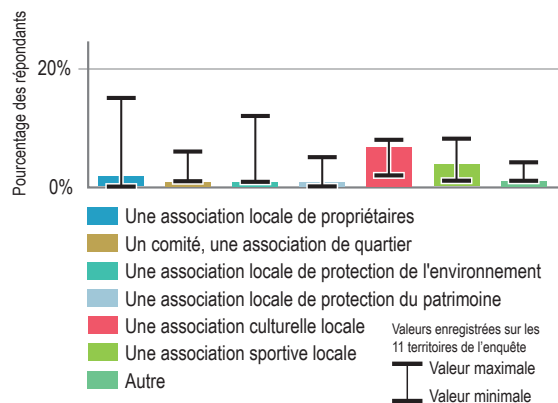 Pourcentage des répondants
20%
0%
Une association locale de propriétaires
Un comité, une association de quartier
Une association locale de protection de l'environnement
Une association locale de protection du patrimoine
Une association culturelle locale
Une association sportive locale
Autre
Valeurs enregistrées sur les
11 territoires de l'enquête
Valeur maximale
Valeur minimale